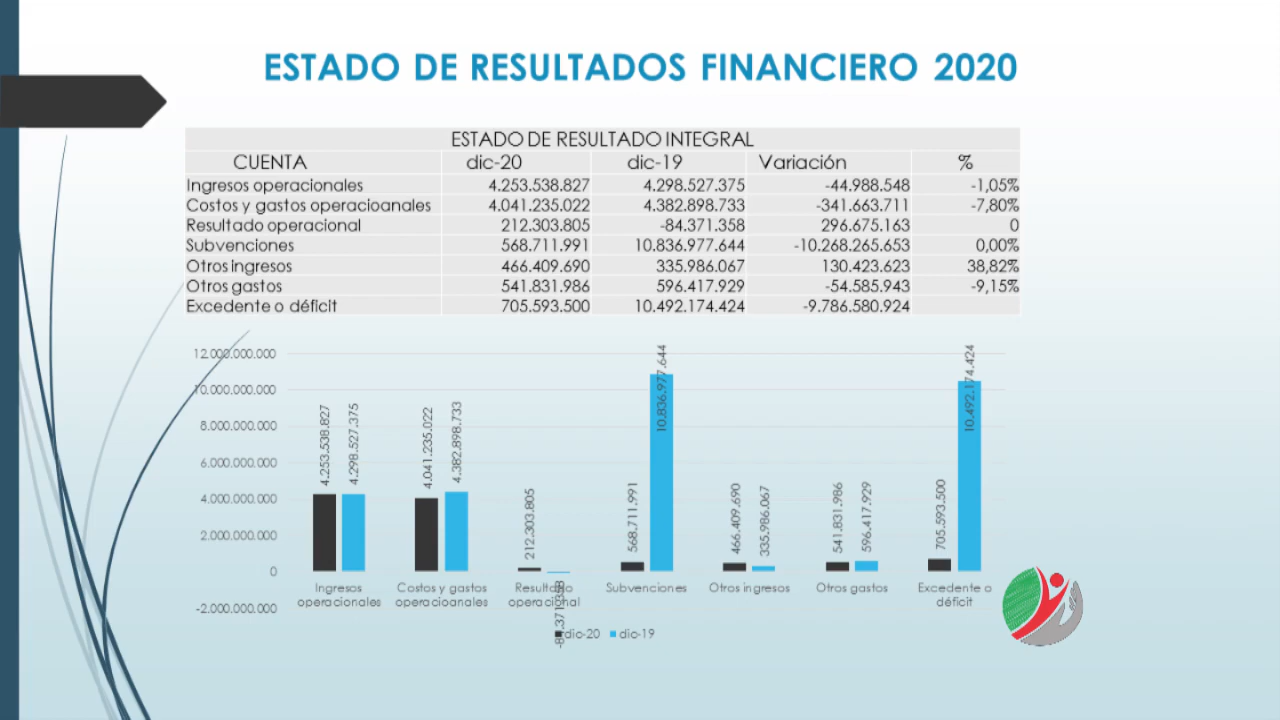 ESTADO DE RESULTADOS FINANCIERO 2020
ESTADO DE RESULTADO INTEGRAL
CUENTA dic-20 dic-19 Variación %
Ingresos operacionales 4.253.538.827 4.298.527.375 -44.988.548 -1,05%
Costos y gastos operacioanales 4.041.235.022 4.382.898.733 -341.663.711 -7,80%
Resultado operacional 212.303.805 -84.371.358 296.675.163 0
Subvenciones 568.711.991 10.836.977.644 -10.268.265.653 0,00%
Otros ingresos 466.409.690 335.986.067 130.423.623 38,82%
Otros gastos 541.831.986 596.417.929 -54.585.943 -9,15%
Excedente o déficit 705.593.500 10.492.174.424 -9.786.580.924
12.000.000.000
10.000.000.000
8.000.000.000
6.000.000.000
4.000.000.000
2.000.000.000
0
-2.000.000.000
4.253.538.827
4.298.527.375
4.041.235.022
4.382.898.733
212.303.805
-84.371.358
568.711.991
10.836.977.644
466.409.690
335.986.067
541.831.986
596.417.929
705.593.500
10.492.174.424
Ingresos
operacionales
Costos y gastos
operacioanales
Resultado
operacional
Subvenciones
Otros ingresos
Otros gastos
Excedente o
déficit
dic-20 dic-19